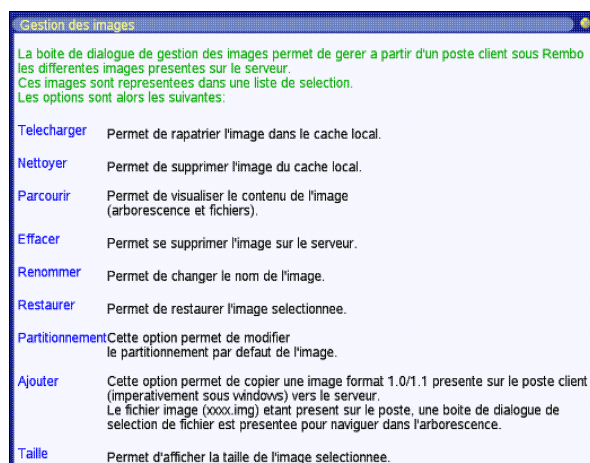 Gestion des images
La boite de dialogue de gestion des images permet de gerer a partir d'un poste client sous Rembo
les differentes images presentes sur le serveur.
Ces images sont representees dans une liste de selection.
Les options sont alors les suivantes:
Telecharger Permet de rapatrier l'image dans le cache local.
Nettoyer Permet de supprimer l'image du cache local.
Parcourir Permet de visualiser le contenu de l'image
(arborescence et fichiers).
Effacer Permet se supprimer l'image sur le serveur.
Renommer Permet de changer le nom de l'image.
Restaurer Permet de restaurer l'image selectionnee.
Partitionnement Cette option permet de modifier
le partitionnement par defaut de l'image.
Ajouter Cette option permet de copier une image format 1.0/1.1 presente sur le poste client
(imperativement sous windows) vers le serveur.
Le fichier image (xxxx.img) etant present sur le poste, une boite de dialogue de
selection de fichier est presentee pour naviguer dans l'arborescence.
Taille Permet d'afficher la taille de l'image selectionnee.